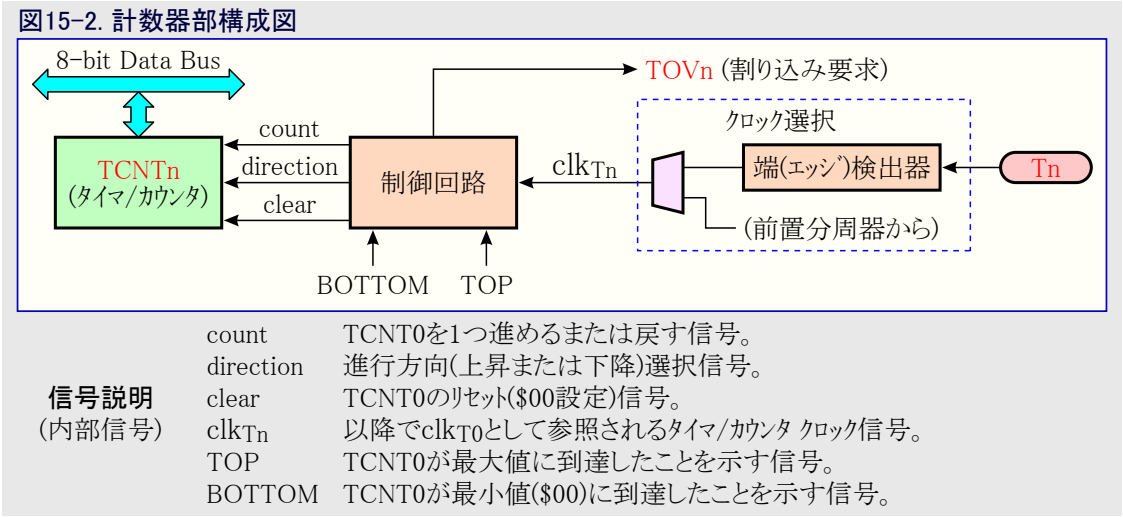 図15-2. 計数器部構成図
8-bit Data Bus
TOVn (割り込み要求)
クロック選択
count
TCNTn
(タイマ/カウンタ)
direction
clear
制御回路
clkTn
端(エッジ)検出器
Tn
(前置分周器から)
BOTTOM TOP
信号説明
(内部信号)
count TCNT0を1つ進めるまたは戻す信号。
direction 進行方向(上昇または下降)選択信号。
clear TCNT0のリセット($00設定)信号。
clkTn 以降でclkT0として参照されるタイマ/カウンタ クロック信号。
TOP TCNT0が最大値に到達したことを示す信号。
BOTTOM TCNT0が最小値($00)に到達したことを示す信号。